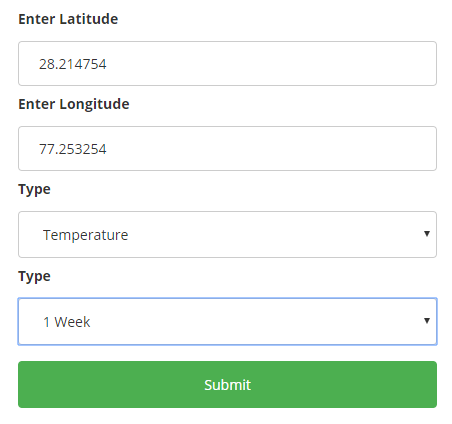 Enter Latitude
28.214754
Enter Longitude
77.253254
Type
Temperature
Type
1 Week
Submit